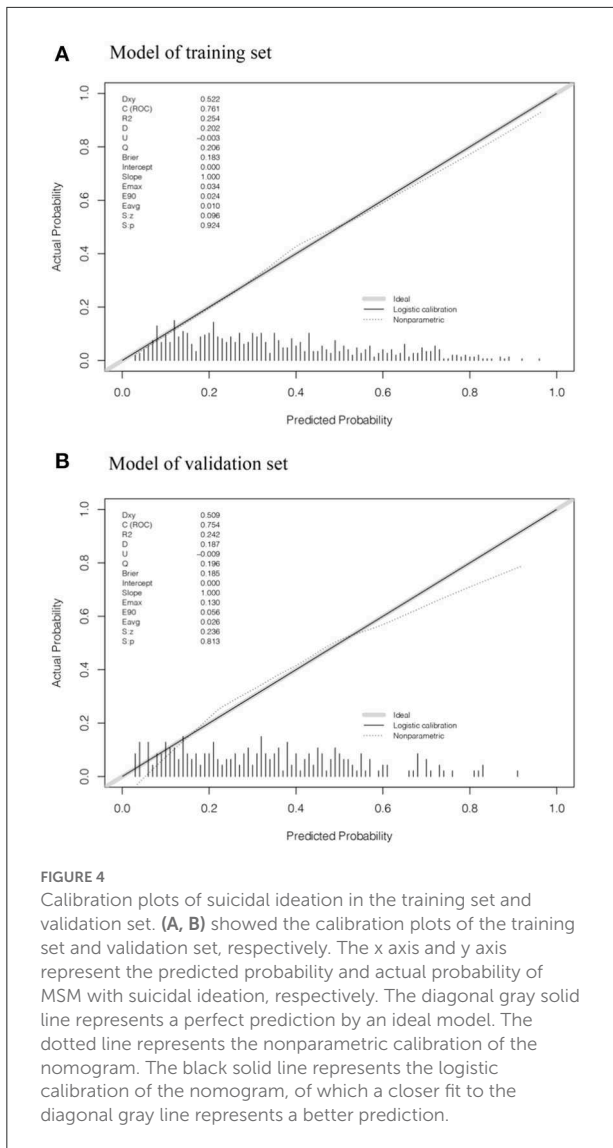 A Model of training set
Dxy 0.522
C (ROC) 0.761
R2 0.254
D 0.202
U −0.003
Q 0.206
Brier 0.183
Intercept 0.000
Slope 1.000
Emax 0.034
E90 0.024
Eavg 0.010
S:z 0.096
S:p 0.924
Actual Probability
1.0
0.8
0.6
0.4
0.2
0.0
Ideal
Logistic calibration
Nonparametric
0.0 0.2 0.4 0.6 0.8 1.0
Predicted Probability
B Model of validation set
Dxy 0.509
C (ROC) 0.754
R2 0.242
D 0.187
U −0.009
Q 0.196
Brier 0.185
Intercept 0.000
Slope 1.000
Emax 0.130
E90 0.056
Eavg 0.026
S:z 0.236
S:p 0.813
Actual Probability
1.0
0.8
0.6
0.4
0.2
0.0
Ideal
Logistic calibration
Nonparametric
0.0 0.2 0.4 0.6 0.8 1.0
Predicted Probability
FIGURE 4
Calibration plots of suicidal ideation in the training set and
validation set. (A, B) showed the calibration plots of the training
set and validation set, respectively. The x axis and y axis
represent the predicted probability and actual probability of
MSM with suicidal ideation, respectively. The diagonal gray solid
line represents a perfect prediction by an ideal model. The
dotted line represents the nonparametric calibration of the
nomogram. The black solid line represents the logistic
calibration of the nomogram, of which a closer fit to the
diagonal gray line represents a better prediction.